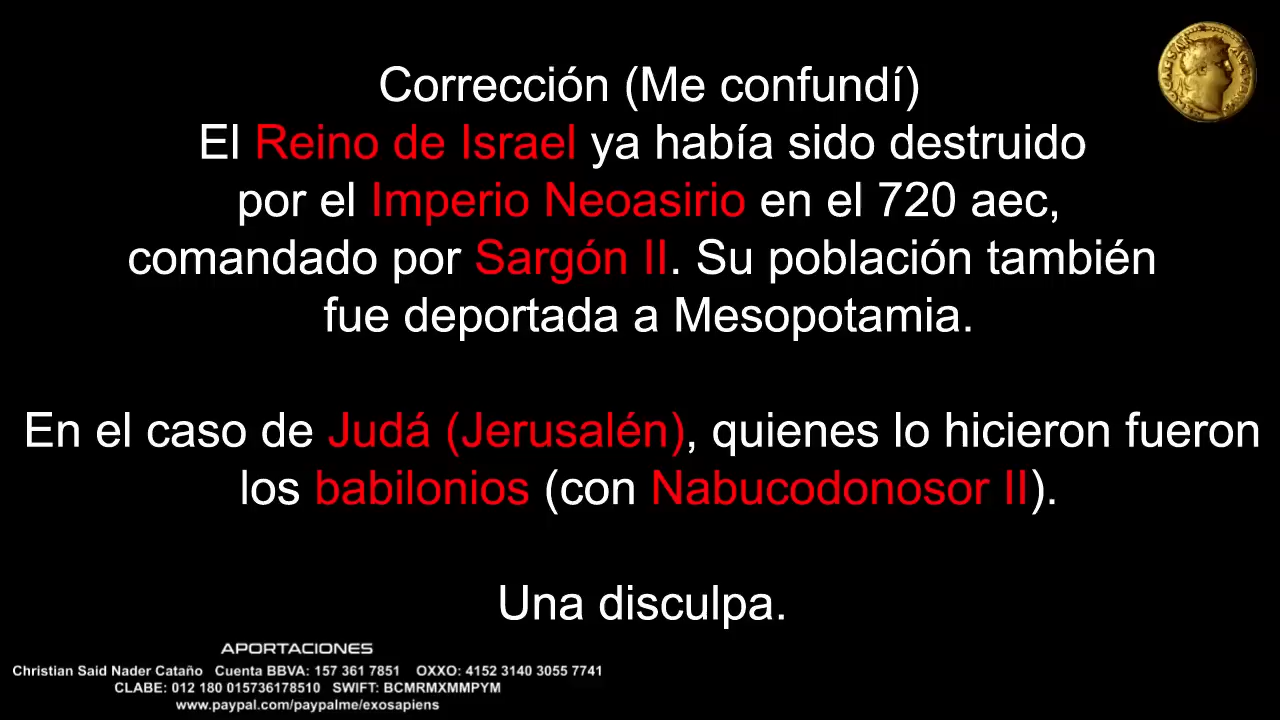 Corrección (Me confundí)
El Reino de Israel ya había sido destruido
por el Imperio Neoasirio en el 720 aec,
comandado por Sargón II. Su población también
fue deportada a Mesopotamia.
En el caso de Judá (Jerusalén), quienes lo hicieron fueron
los babilonios (con Nabucodonosor II).
Una disculpa.
APORTACIONES
Christian Said Nader Cataño Cuenta BBVA: 157 361 7851 OXXO: 4152 3140 3055 7741
CLABE: 012 180 015736178510 SWIFT: BCMRMXMMPYM
www.paypal.com/paypalme/exosapiens